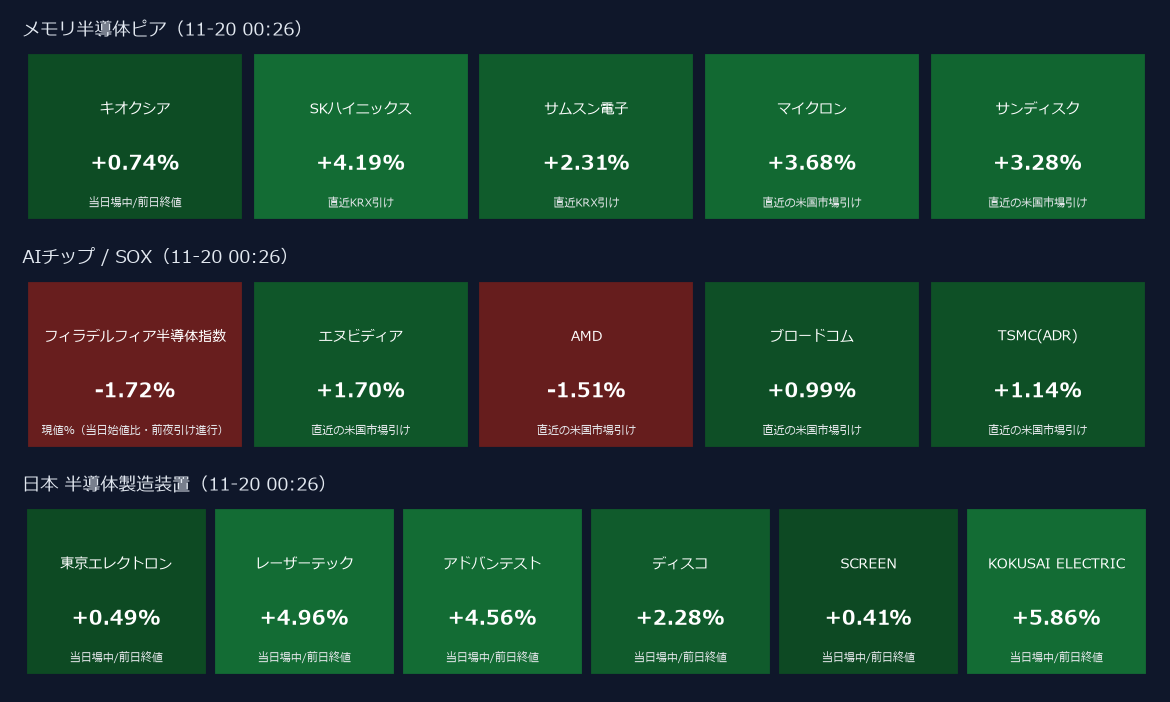 メモリ半導体ピア（11-20 00:26）
キオクシア
+0.74%
当日場中/前日終値
SKハイニックス
+4.19%
直近KRX引け
サムスン電子
+2.31%
直近KRX引け
マイクロン
+3.68%
直近の米国市場引け
サンディスク
+3.28%
直近の米国市場引け
AIチップ / SOX（11-20 00:26）
フィラデルフィア半導体指数
-1.72%
現値%（当日始値比・前夜引け進行）
エヌビディア
+1.70%
直近の米国市場引け
AMD
-1.51%
直近の米国市場引け
ブロードコム
+0.99%
直近の米国市場引け
TSMC(ADR)
+1.14%
直近の米国市場引け
日本 半導体製造装置（11-20 00:26）
東京エレクトロン
+0.49%
当日場中/前日終値
レーザーテック
+4.96%
当日場中/前日終値
アドバンテスト
+4.56%
当日場中/前日終値
ディスコ
+2.28%
当日場中/前日終値
SCREEN
+0.41%
当日場中/前日終値
KOKUSAI ELECTRIC
+5.86%
当日場中/前日終値